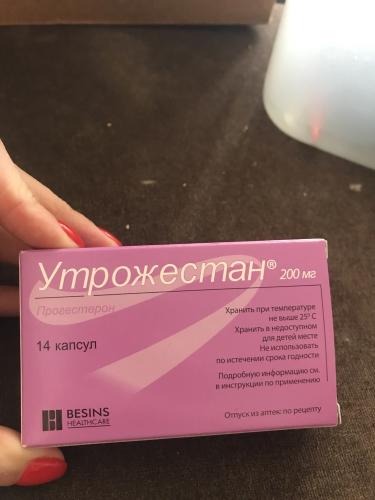 Утрожестан® 200 мг
Прогестерон
14 капсул
Хранить при температуре
не выше 25⁰ С
Хранить в недоступном
для детей месте
Не использовать
по истечении срока годности
Подробную информацию см.
в инструкции по применению
BESINS
HEALTHCARE
Отпуск из аптек: по рецепту